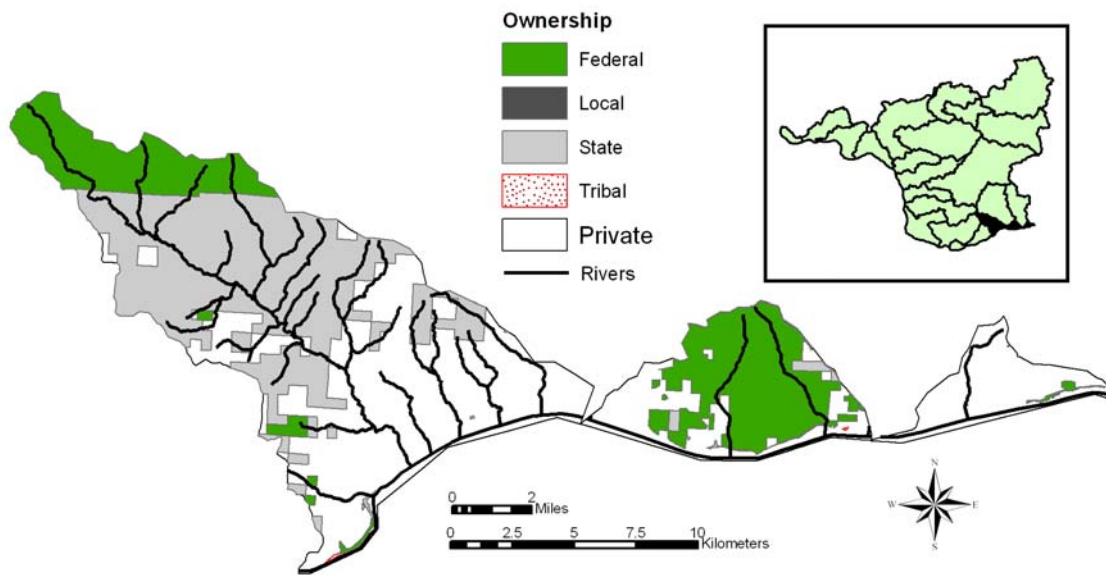 Ownership
Federal
Local
State
Tribal
Private
Rivers
0 2
Miles
0 2.5 5 7.5 10
Kilometers
N
W E
S